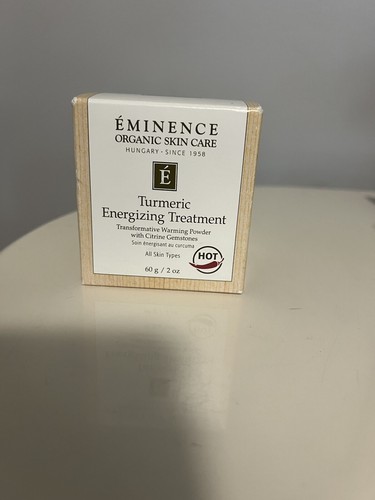 ÉMINENCE
ORGANIC SKIN CARE
HUNGARY • SINCE 1958
É
Turmeric
Energizing Treatment
Transformative Warming Powder
with Citrine Gemstones
Soin énergisant au curcuma
All Skin Types
HOT
60 g / 2 oz